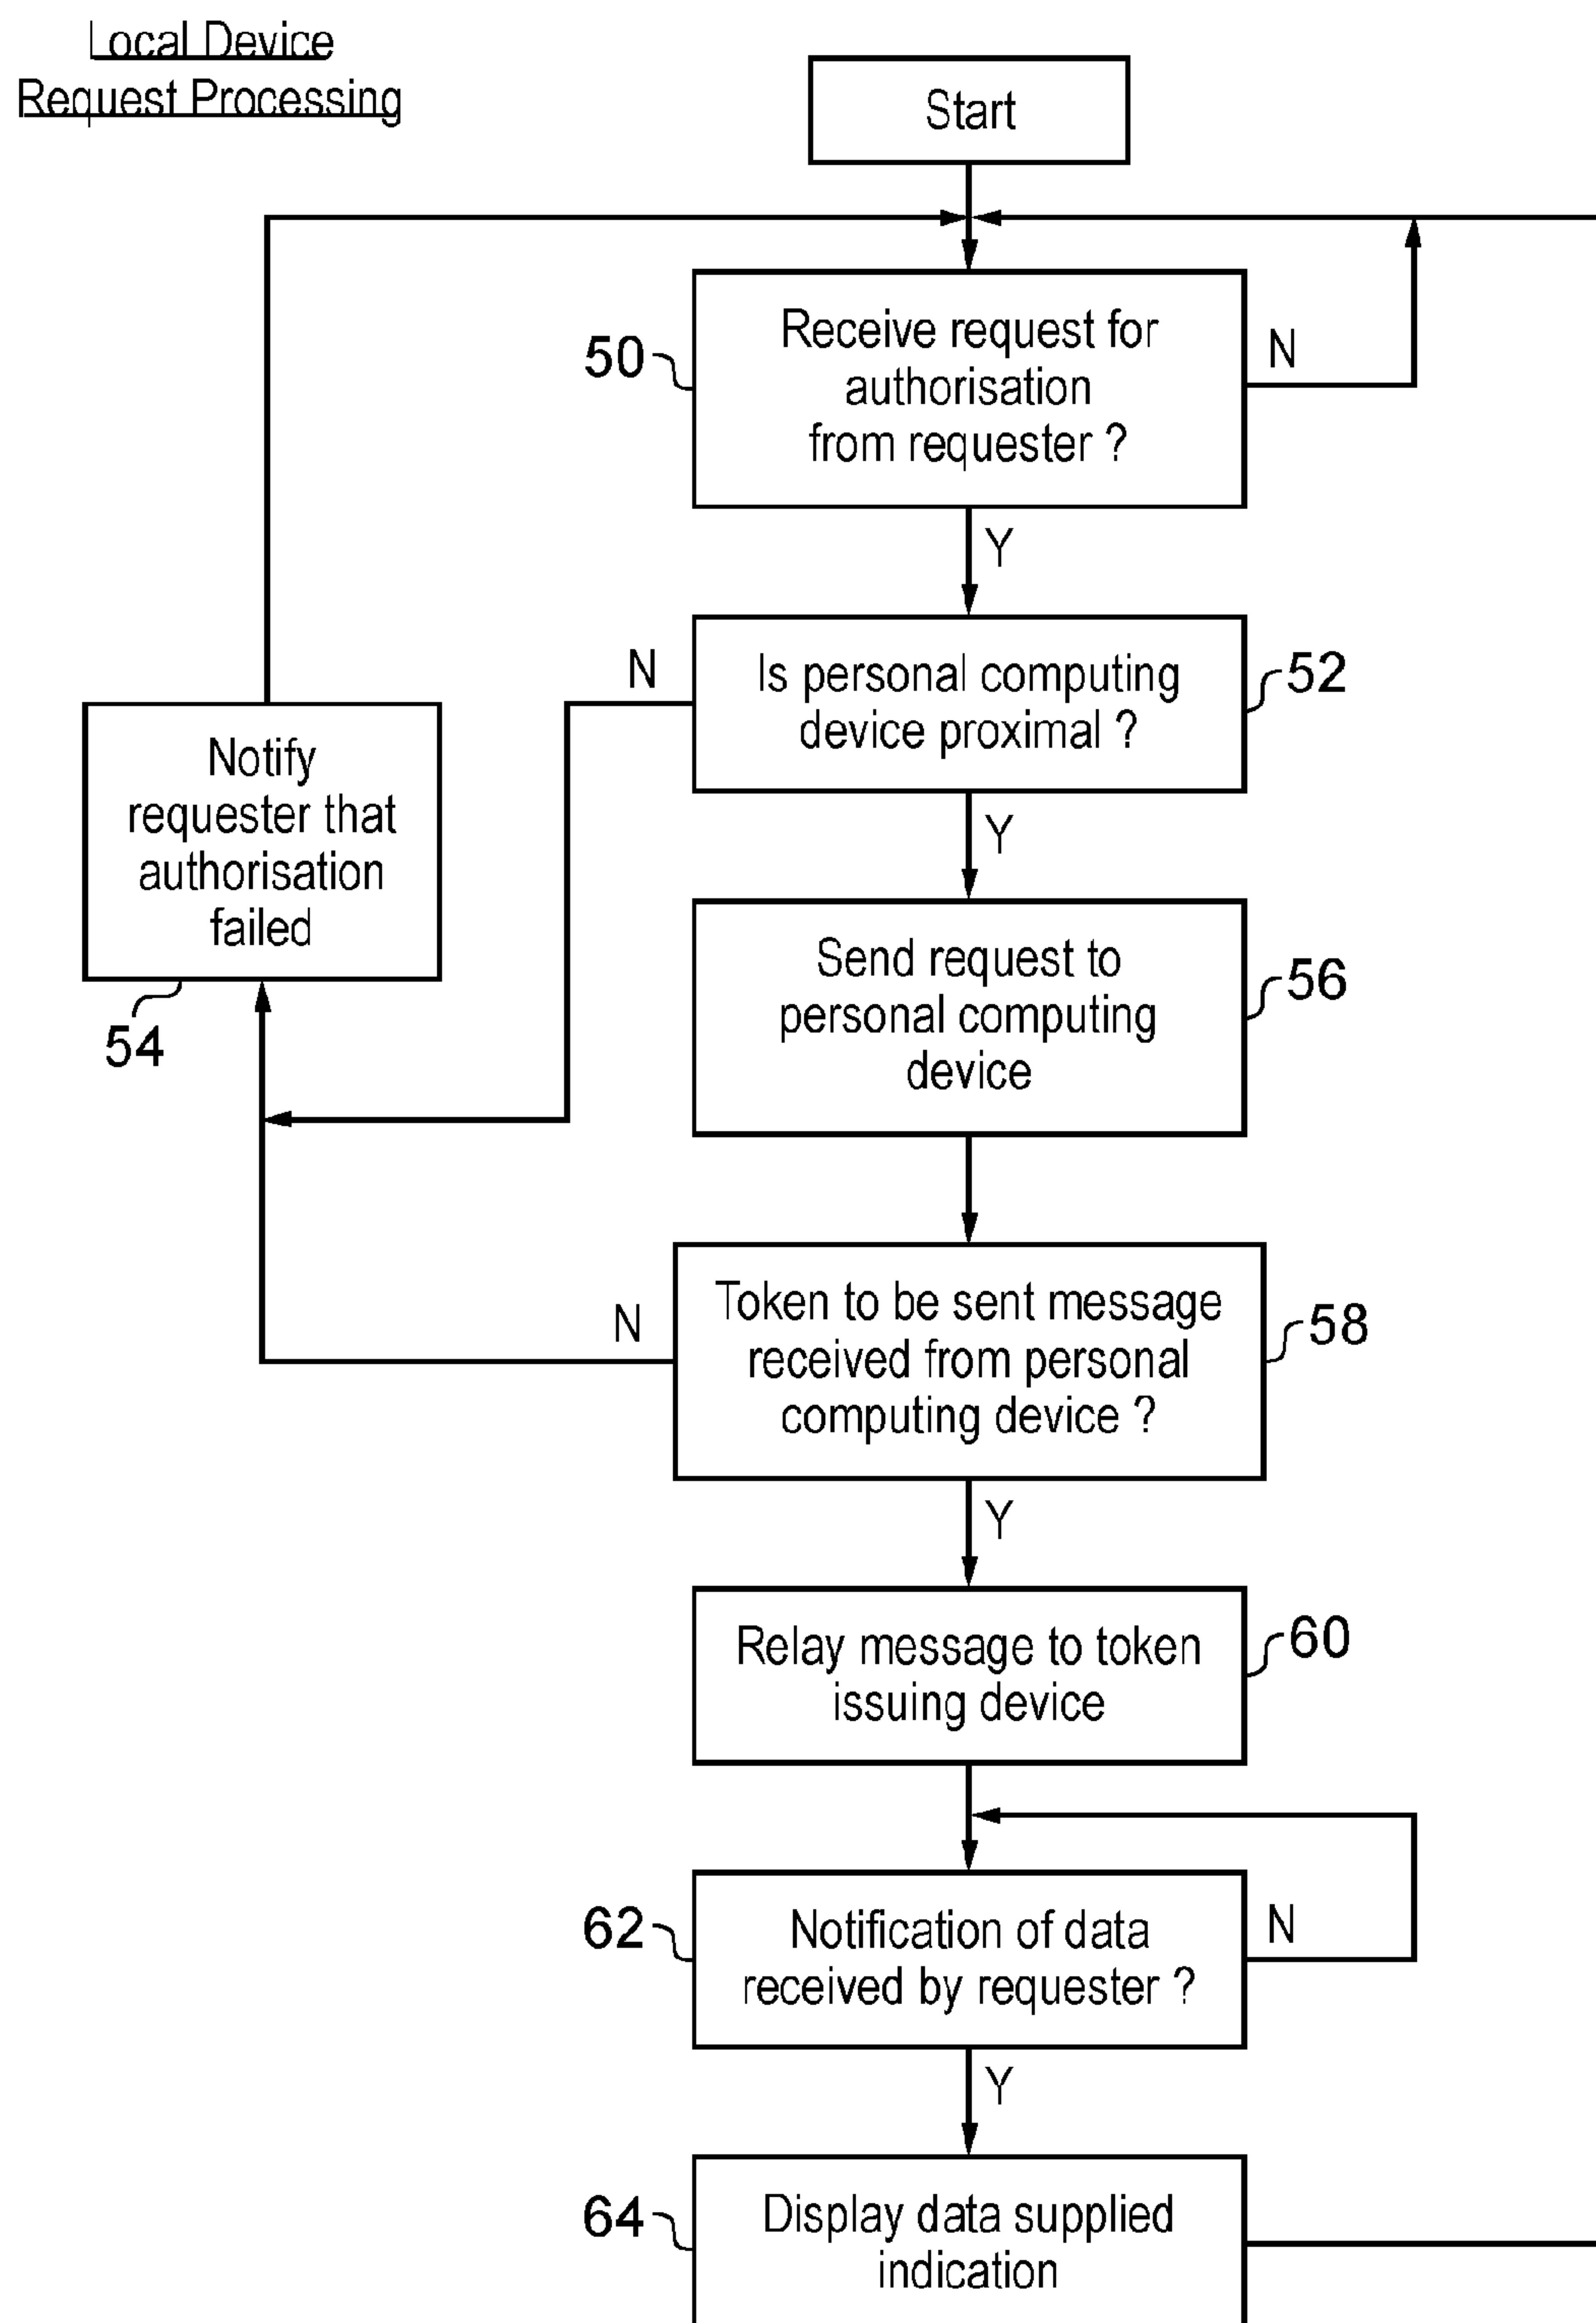 Local Device
Request Processing
Start
50
Receive request for
authorisation
from requester ?
N
Y
N
Is personal computing
device proximal ?
52
Y
Notify
requester that
authorisation
failed
54
Send request to
personal computing
device
56
N
Token to be sent message
received from personal
computing device ?
58
Y
Relay message to token
issuing device
60
62
Notification of data
received by requester ?
N
Y
64
Display data supplied
indication